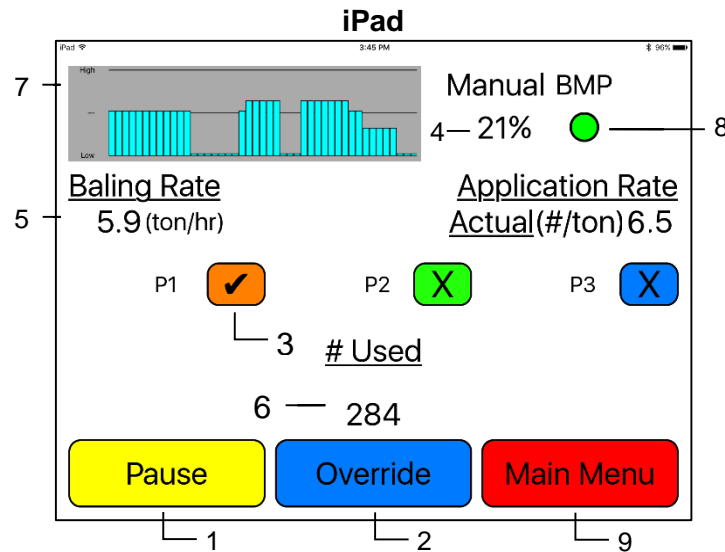 iPad
iPad 3:45 PM 96%
High
7
Manual BMP
—
4 21% 8
Low
Baling Rate Application Rate
5 5.9 (ton/hr) Actual(#/ton) 6.5
P1 ✔ P2 X P3 X
3 # Used
6 284
Pause Override Main Menu
1 2 9